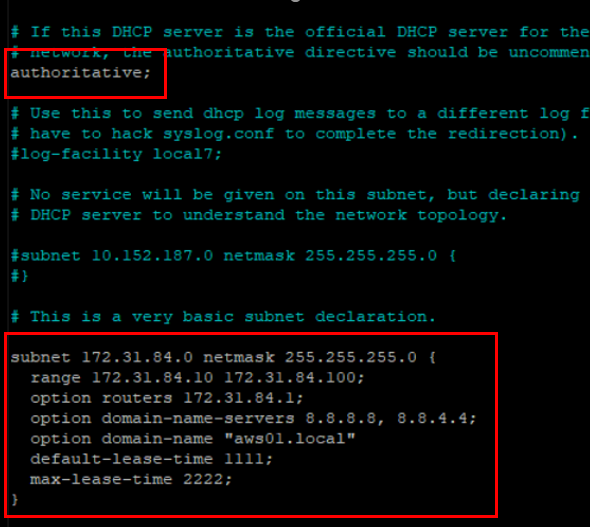 # If this DHCP server is the official DHCP server for the
# network, the authoritative directive should be uncommen
authoritative;
# Use this to send dhcp log messages to a different log f
# have to hack syslog.conf to complete the redirection).
#log-facility local7;
# No service will be given on this subnet, but declaring
# DHCP server to understand the network topology.
#subnet 10.152.187.0 netmask 255.255.255.0 {
#}
# This is a very basic subnet declaration.
subnet 172.31.84.0 netmask 255.255.255.0 {
range 172.31.84.10 172.31.84.100;
option routers 172.31.84.1;
option domain-name-servers 8.8.8.8, 8.8.4.4;
option domain-name "aws01.local"
default-lease-time 1111;
max-lease-time 2222;
}